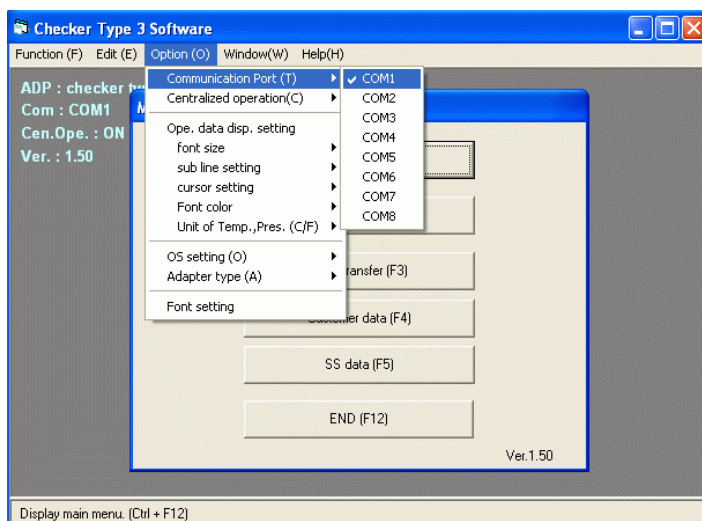 Checker Type 3 Software
Function (F) Edit (E) Option (O) Window(W) Help(H)
ADP : checker
Com : COM1
Cen.Ope. : ON
Ver. : 1.50
Communication Port (T)
Centralized operation(C)
Ope. data disp. setting
font size
sub line setting
cursor setting
Font color
Unit of Temp.,Pres. (C/F)
OS setting (O)
Adapter type (A)
Font setting
COM1
COM2
COM3
COM4
COM5
COM6
COM7
COM8
(F3)
data (F4)
SS data (F5)
END (F12)
Ver.1.50
Display main menu. (Ctrl + F12)